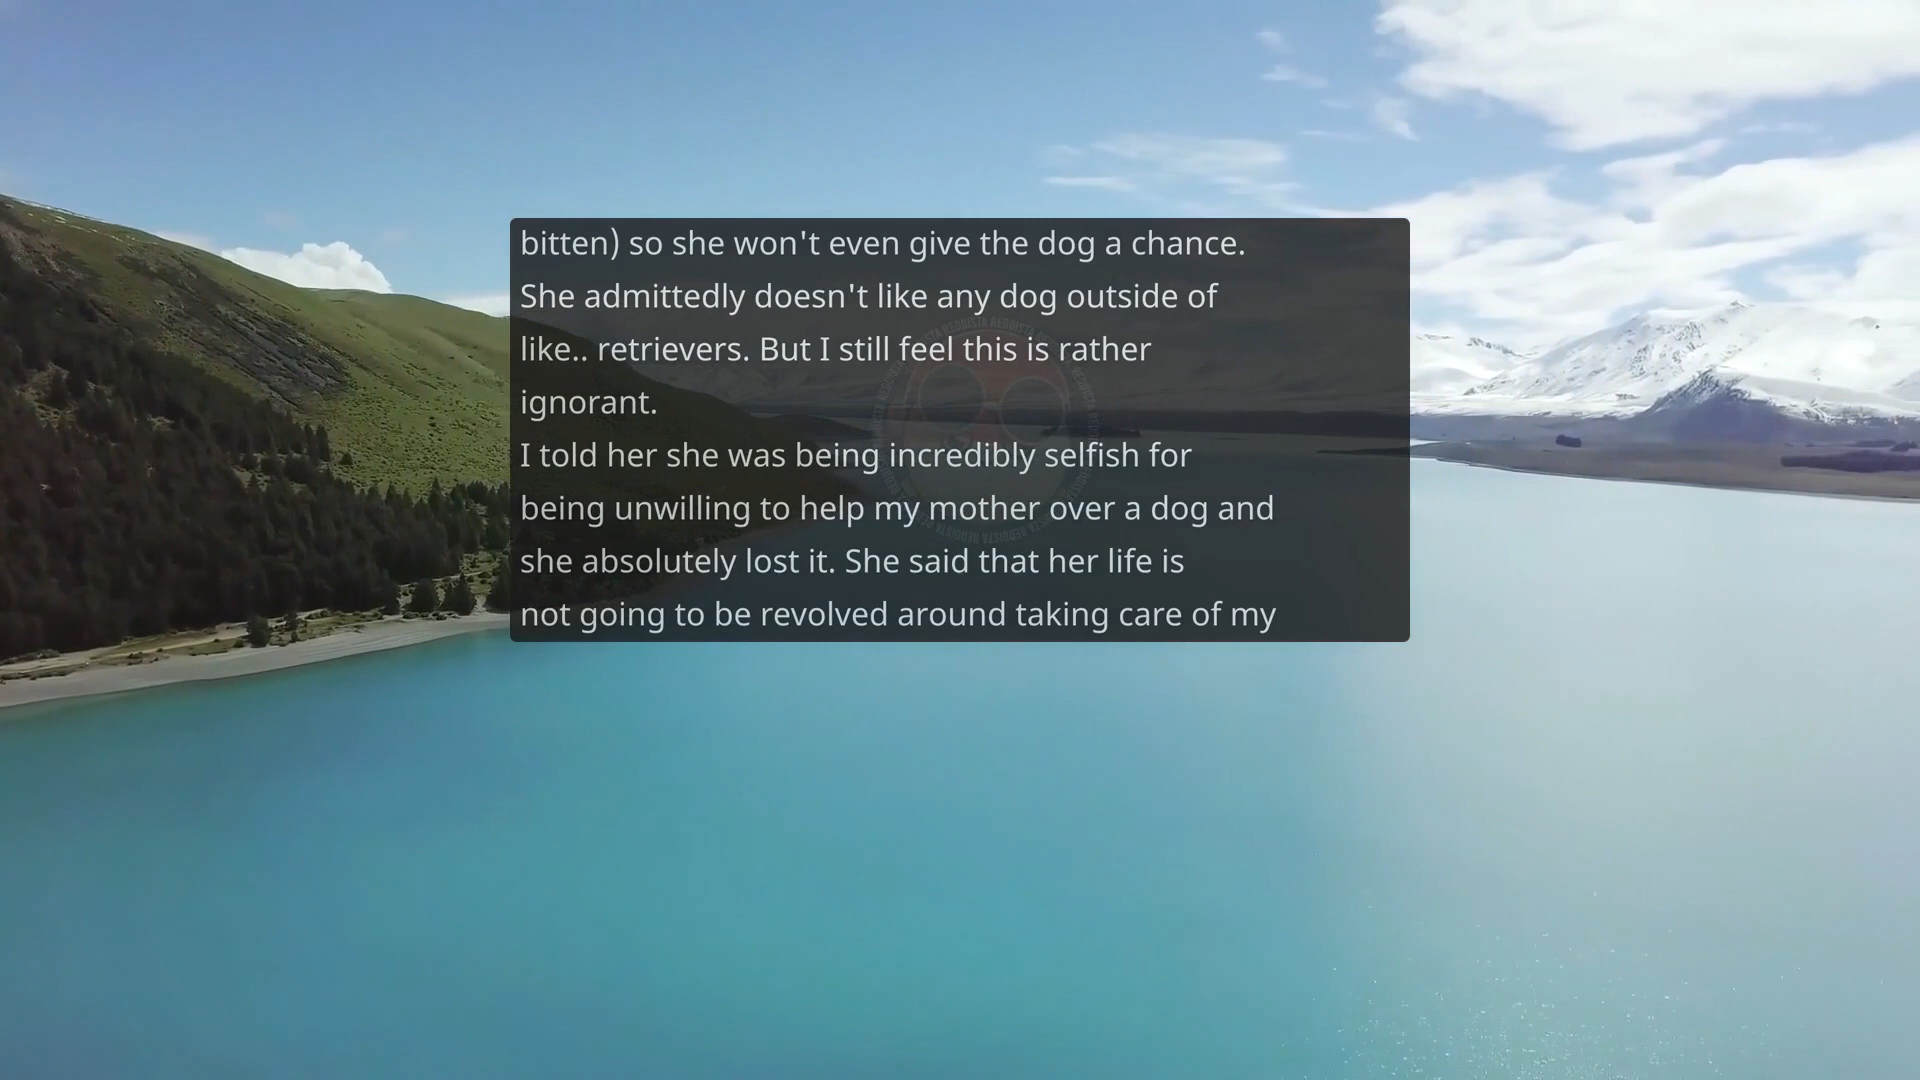 bitten) so she won't even give the dog a chance.
She admittedly doesn't like any dog outside of
like.. retrievers. But I still feel this is rather
ignorant.
I told her she was being incredibly selfish for
being unwilling to help my mother over a dog and
she absolutely lost it. She said that her life is
not going to be revolved around taking care of my